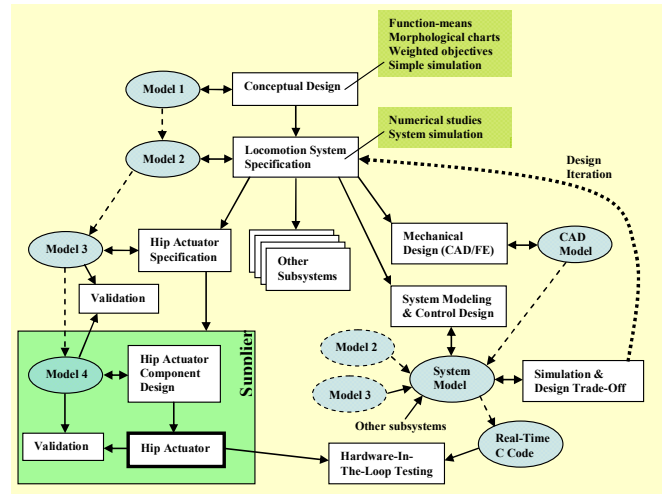 Function-means
Morphological charts
Weighted objectives
Simple simulation
Model 1
Conceptual Design
Numerical studies
System simulation
Model 2
Locomotion System
Specification
Design
Iteration
Model 3
Hip Actuator
Specification
Other
Subsystems
Mechanical
Design (CAD/FE)
CAD
Model
Validation
System Modeling
& Control Design
Supplier
Model 2
Model 4
Hip Actuator
Component
Design
Model 3
System
Model
Simulation &
Design Trade-Off
Other subsystems
Validation
Hip Actuator
Hardware-In-
The-Loop Testing
Real-Time
C Code